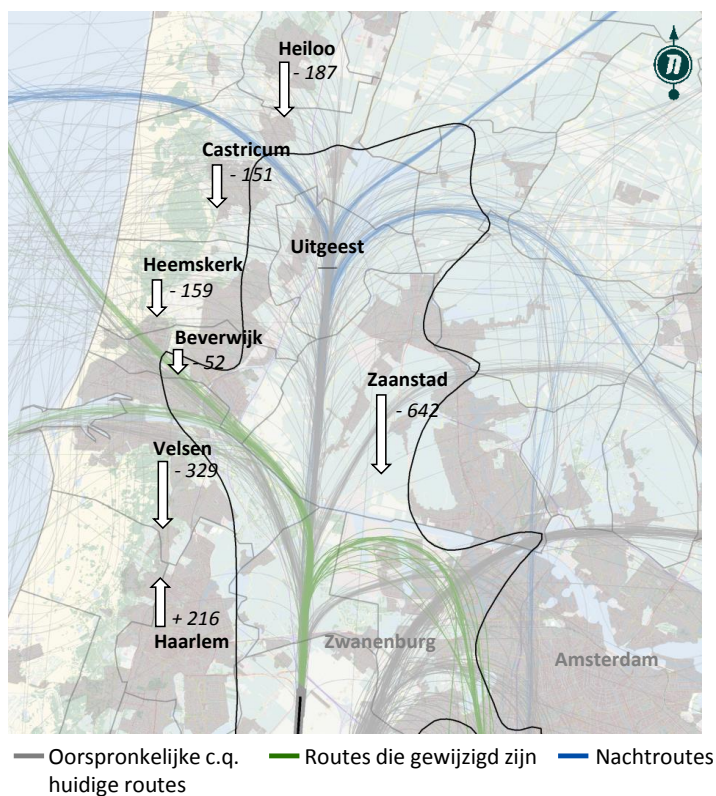 Heiloo
- 187
Castricum
- 151
Uitgeest
Heemskerk
- 159
Beverwijk
- 52
Zaanstad
- 642
Velsen
- 329
+ 216
Haarlem
Zwanenburg
Amsterdam
Oorspronkelijke c.q.
huidige routes
Routes die gewijzigd zijn
Nachtroutes